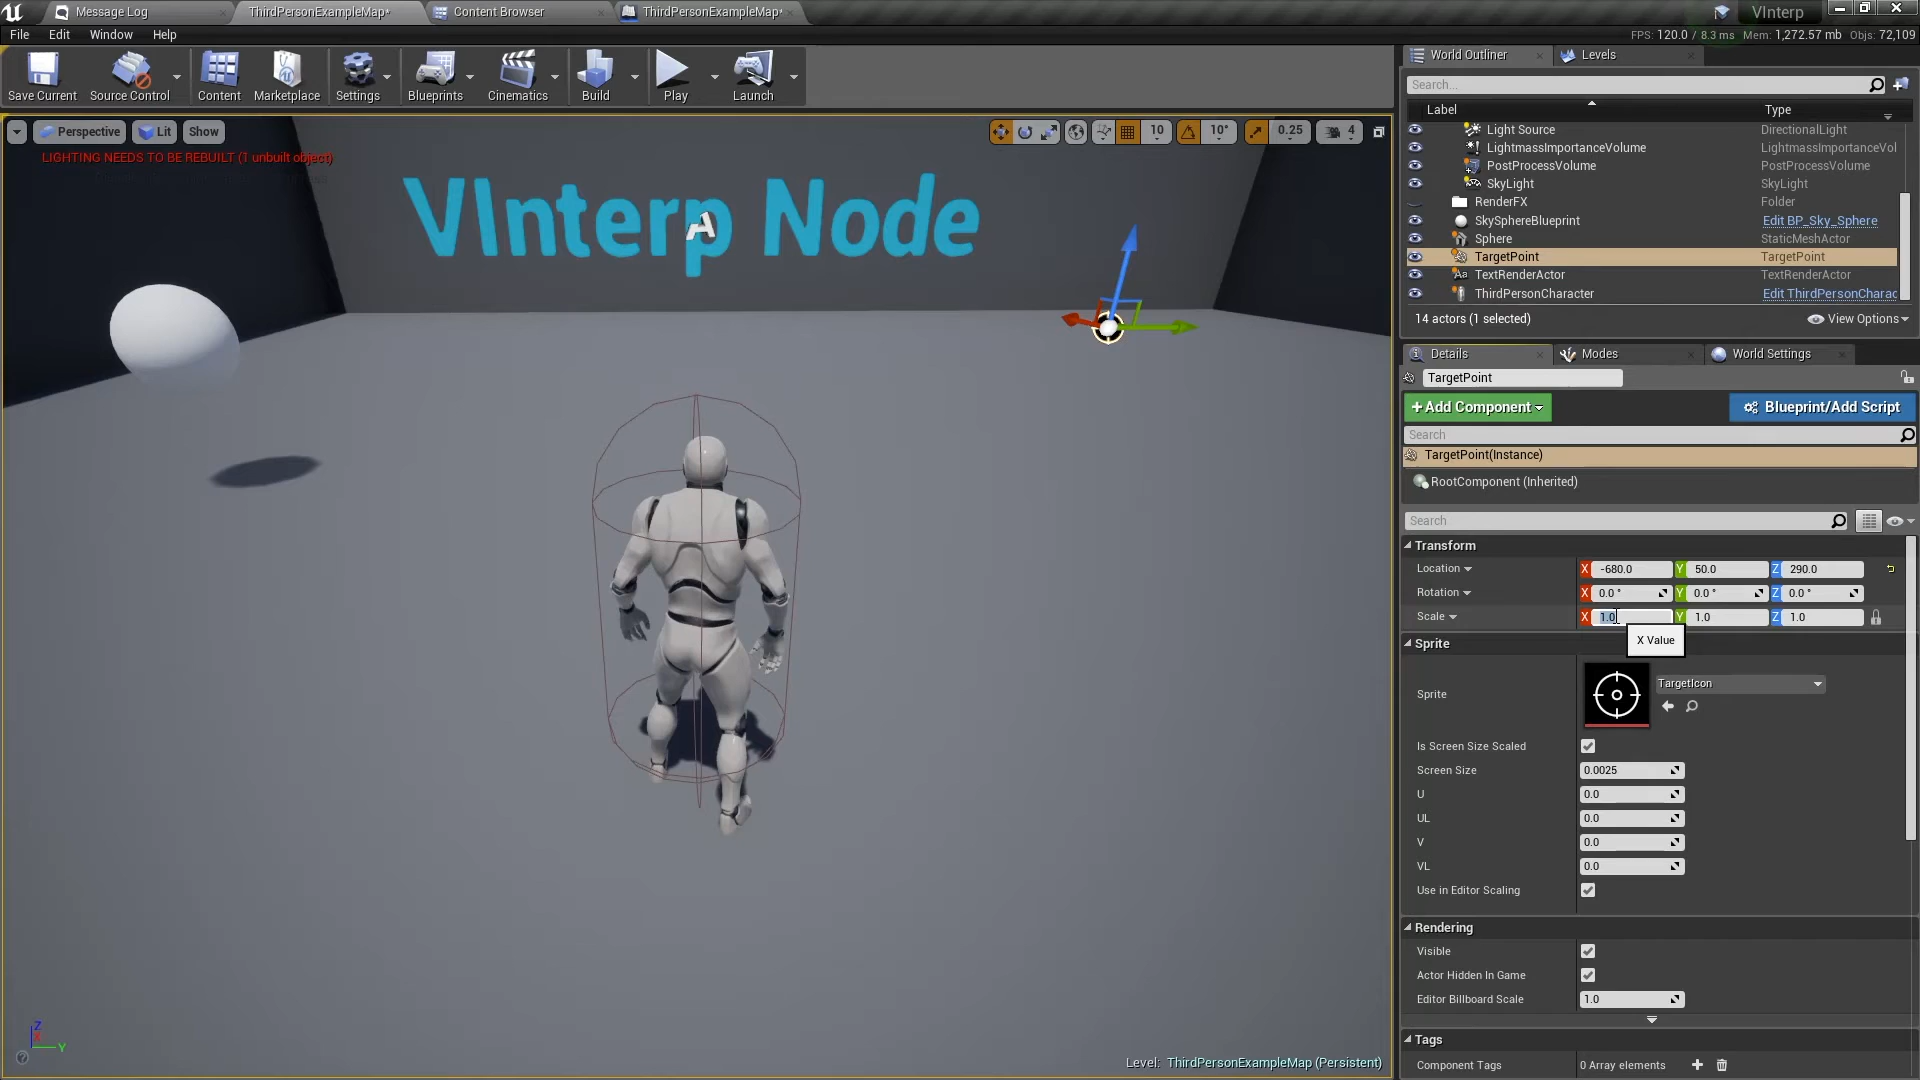 Message Log
ThirdPersonExampleMap*
Content Browser
ThirdPersonExampleMap*
VInterp
File Edit Window Help
FPS: 120.0 / 8.3 ms Mem: 1,272.57 mb Objs: 72,109
Save Current
Source Control
Content
Marketplace
Settings
Blueprints
Cinematics
Build
Play
Launch
Perspective
Lit
Show
10
10°
0.25
4
LIGHTING NEEDS TO BE REBUILT (1 unbuilt object)
VInterp Node
A
Z
X
Y
Level: ThirdPersonExampleMap (Persistent)
World Outliner
Levels
Search...
Label Type
Light Source DirectionalLight
LightmassImportanceVolume LightmassImportanceVol
PostProcessVolume PostProcessVolume
SkyLight SkyLight
RenderFX Folder
SkySphereBlueprint Edit BP_Sky_Sphere
Sphere StaticMeshActor
TargetPoint TargetPoint
TextRenderActor TextRenderActor
ThirdPersonCharacter Edit ThirdPersonCharac
14 actors (1 selected)
View Options
Details
Modes
World Settings
TargetPoint
+Add Component
Blueprint/Add Script
Search
TargetPoint(Instance)
RootComponent (Inherited)
Search
Transform
Location X -680.0 Y 50.0 Z 290.0
Rotation X 0.0 ° Y 0.0 ° Z 0.0 °
Scale X 1.0 Y 1.0 Z 1.0
X Value
Sprite
Sprite TargetIcon
Is Screen Size Scaled
Screen Size 0.0025
U 0.0
UL 0.0
V 0.0
VL 0.0
Use in Editor Scaling
Rendering
Visible
Actor Hidden In Game
Editor Billboard Scale 1.0
Tags
Component Tags 0 Array elements